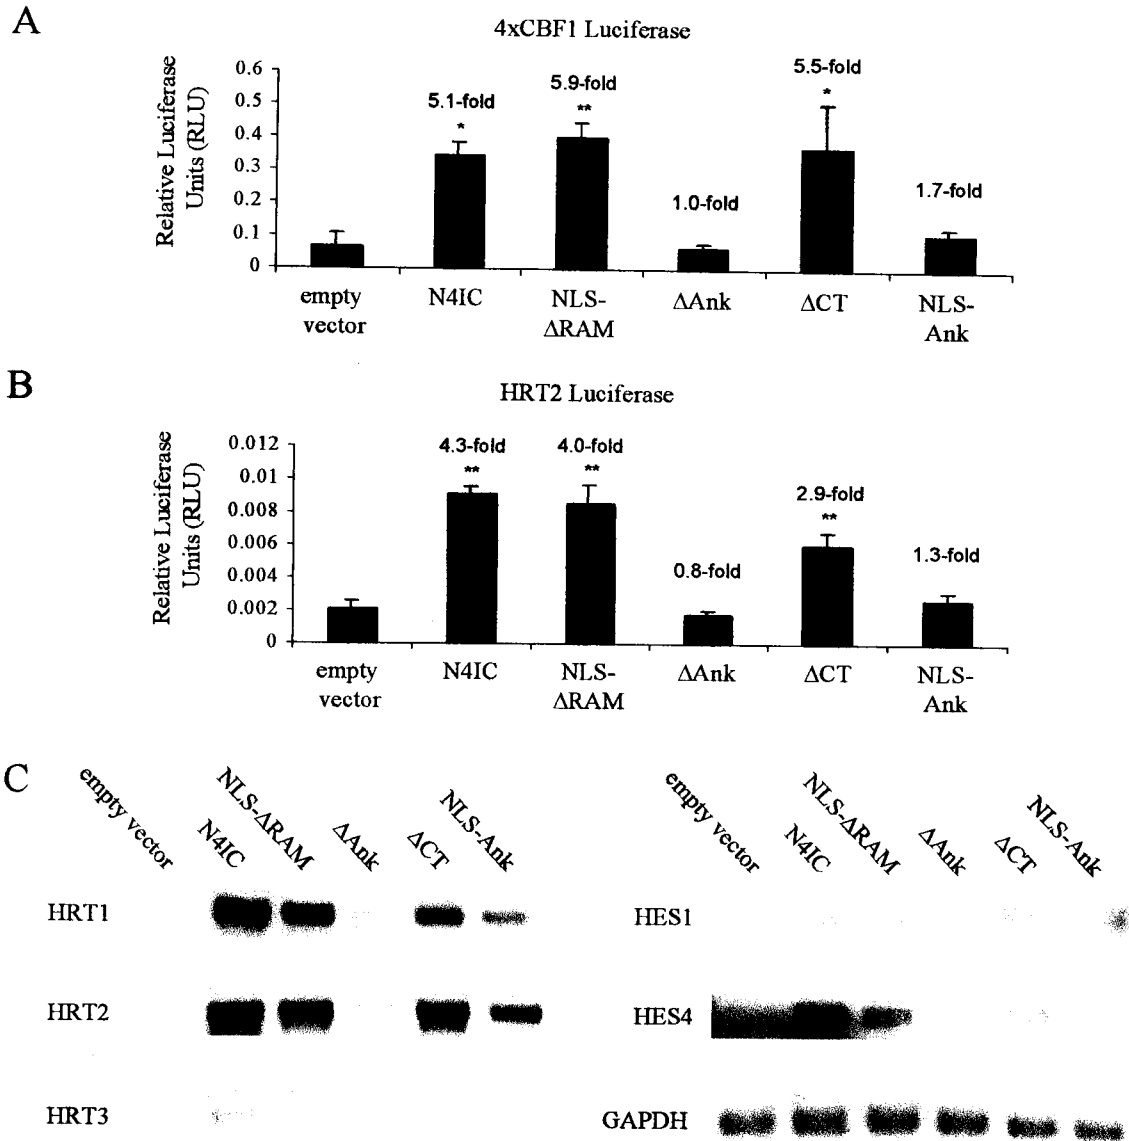 A
4xCBF1 Luciferase
Relative Luciferase
Units (RLU)
0.6
0.5
0.4
0.3
0.2
0.1
0
5.1-fold
*
5.9-fold
**
1.0-fold
5.5-fold
*
1.7-fold
empty
vector
N4IC
NLS-
ΔRAM
ΔAnk
ΔCT
NLS-
Ank
B
HRT2 Luciferase
Relative Luciferase
Units (RLU)
0.012
0.01
0.008
0.006
0.004
0.002
0
4.3-fold
**
4.0-fold
**
0.8-fold
2.9-fold
**
1.3-fold
empty
vector
N4IC
NLS-
ΔRAM
ΔAnk
ΔCT
NLS-
Ank
C
empty vector
N4IC
NLS-ΔRAM
ΔAnk
ΔCT
NLS-Ank
HRT1
HRT2
HRT3
empty vector
N4IC
NLS-ΔRAM
ΔAnk
ΔCT
NLS-Ank
HES1
HES4
GAPDH